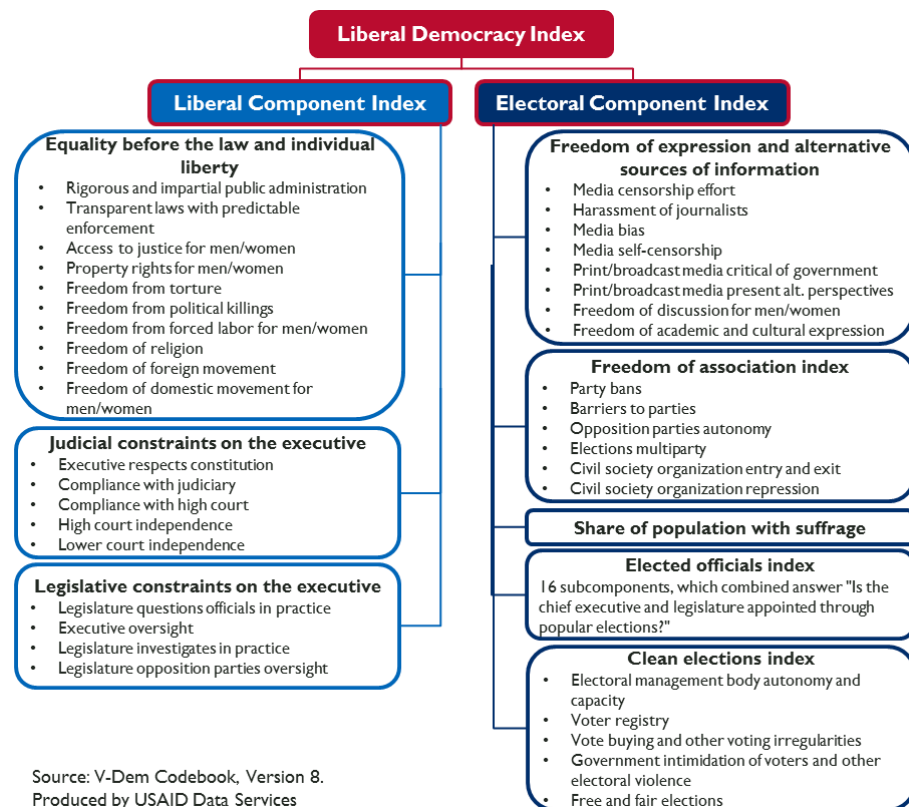 Liberal Democracy Index
Liberal Component Index
Equality before the law and individual
liberty
• Rigorous and impartial public administration
• Transparent laws with predictable
enforcement
• Access to justice for men/women
• Property rights for men/women
• Freedom from torture
• Freedom from political killings
• Freedom from forced labor for men/women
• Freedom of religion
• Freedom of foreign movement
• Freedom of domestic movement for
men/women
Judicial constraints on the executive
• Executive respects constitution
• Compliance with judiciary
• Compliance with high court
• High court independence
• Lower court independence
Legislative constraints on the executive
• Legislature questions officials in practice
• Executive oversight
• Legislature investigates in practice
• Legislature opposition parties oversight
Electoral Component Index
Freedom of expression and alternative
sources of information
• Media censorship effort
• Harassment of journalists
• Media bias
• Media self-censorship
• Print/broadcast media critical of government
• Print/broadcast media present alt. perspectives
• Freedom of discussion for men/women
• Freedom of academic and cultural expression
Freedom of association index
• Party bans
• Barriers to parties
• Opposition parties autonomy
• Elections multiparty
• Civil society organization entry and exit
• Civil society organization repression
Share of population with suffrage
Elected officials index
16 subcomponents, which combined answer "Is the
chief executive and legislature appointed through
popular elections?"
Clean elections index
• Electoral management body autonomy and
capacity
• Voter registry
• Vote buying and other voting irregularities
• Government intimidation of voters and other
electoral violence
• Free and fair elections
Source: V-Dem Codebook, Version 8.
Produced by USAID Data Services